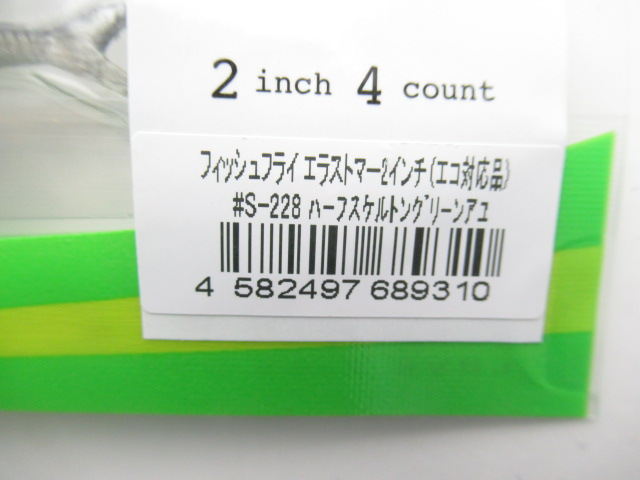 2 inch 4 count
フィッシュフライ エラストマー2インチ(エコ対応品)
#S-228 ハーフスケルトングリーンアユ
4 582497 689310